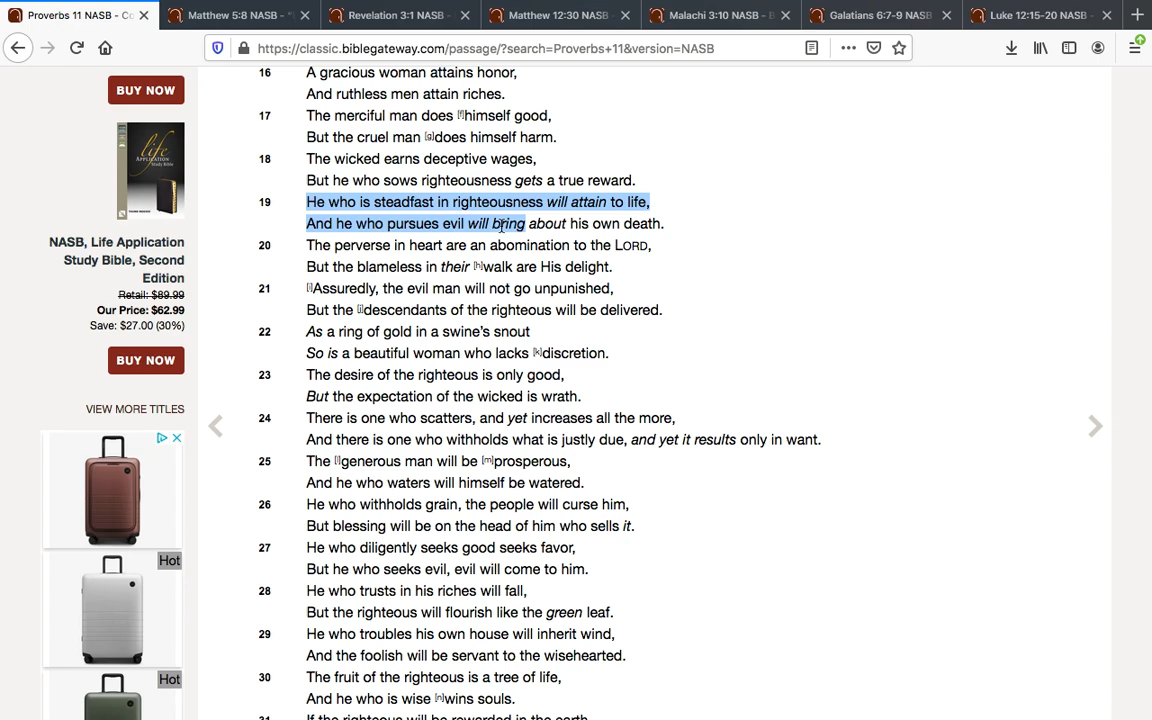 Proverbs 11 NASB - Co
Matthew 5:8 NASB - "
Revelation 3:1 NASB -
Matthew 12:30 NASB -
Malachi 3:10 NASB - B
Galatians 6:7-9 NASB
Luke 12:15-20 NASB -
https://classic.biblegateway.com/passage/?search=Proverbs+11&version=NASB
BUY NOW
Life
APPLICATION
STUDY BIBLE
NASB, Life Application
Study Bible, Second
Edition
Retail: $89.99
Our Price: $62.99
Save: $27.00 (30%)
BUY NOW
VIEW MORE TITLES
Hot
Hot
16 A gracious woman attains honor,
And ruthless men attain riches.
17 The merciful man does [f]himself good,
But the cruel man [g]does himself harm.
18 The wicked earns deceptive wages,
But he who sows righteousness gets a true reward.
19 He who is steadfast in righteousness will attain to life,
And he who pursues evil will bring about his own death.
20 The perverse in heart are an abomination to the LORD,
But the blameless in their [h]walk are His delight.
21 [i]Assuredly, the evil man will not go unpunished,
But the [j]descendants of the righteous will be delivered.
22 As a ring of gold in a swine's snout
So is a beautiful woman who lacks [k]discretion.
23 The desire of the righteous is only good,
But the expectation of the wicked is wrath.
24 There is one who scatters, and yet increases all the more,
And there is one who withholds what is justly due, and yet it results only in want.
25 The [l]generous man will be [m]prosperous,
And he who waters will himself be watered.
26 He who withholds grain, the people will curse him,
But blessing will be on the head of him who sells it.
27 He who diligently seeks good seeks favor,
But he who seeks evil, evil will come to him.
28 He who trusts in his riches will fall,
But the righteous will flourish like the green leaf.
29 He who troubles his own house will inherit wind,
And the foolish will be servant to the wisehearted.
30 The fruit of the righteous is a tree of life,
And he who is wise [n]wins souls.
31 If the righteous will be rewarded in the earth,